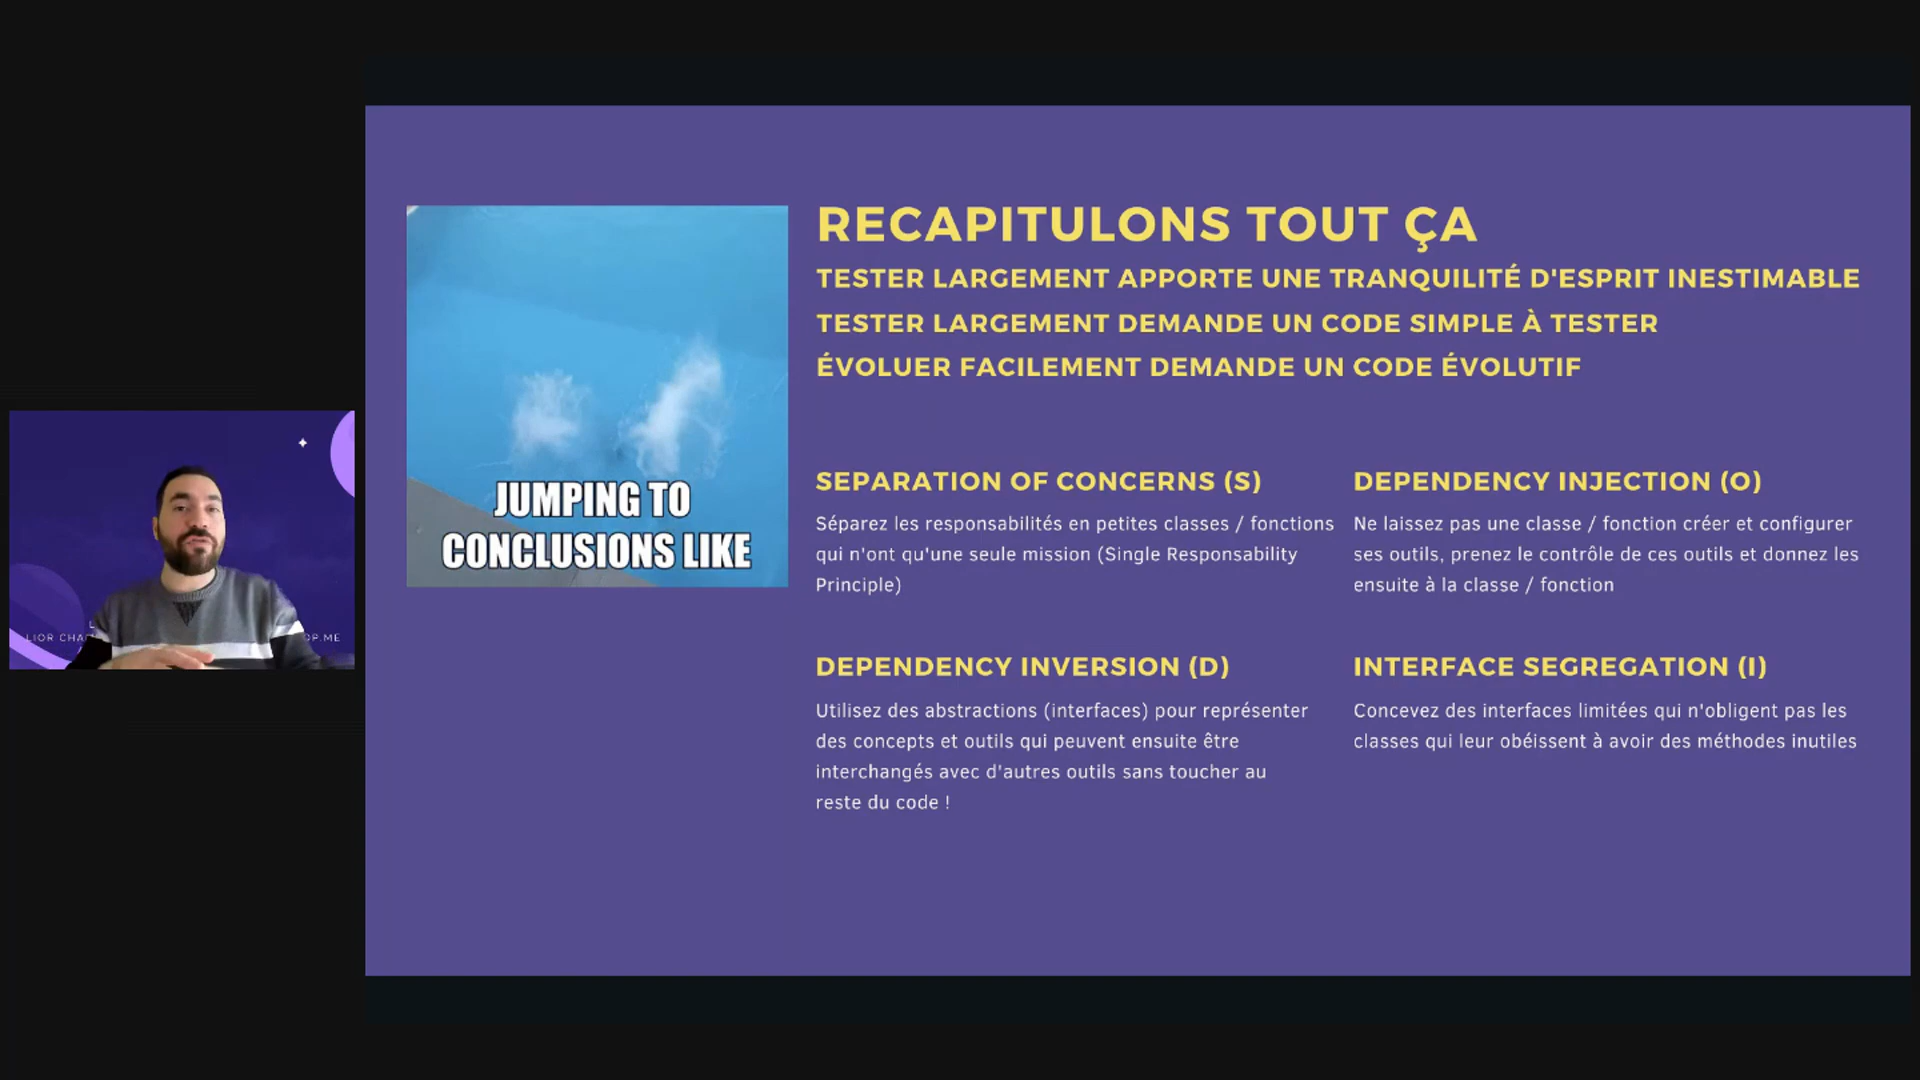 RECAPITULONS TOUT ÇA
TESTER LARGEMENT APPORTE UNE TRANQUILITÉ D'ESPRIT INESTIMABLE
TESTER LARGEMENT DEMANDE UN CODE SIMPLE À TESTER
ÉVOLUER FACILEMENT DEMANDE UN CODE ÉVOLUTIF
JUMPING TO
CONCLUSIONS LIKE
SEPARATION OF CONCERNS (S)
Séparez les responsabilités en petites classes / fonctions
qui n'ont qu'une seule mission (Single Responsability
Principle)
DEPENDENCY INJECTION (O)
Ne laissez pas une classe / fonction créer et configurer
ses outils, prenez le contrôle de ces outils et donnez les
ensuite à la classe / fonction
DEPENDENCY INVERSION (D)
Utilisez des abstractions (interfaces) pour représenter
des concepts et outils qui peuvent ensuite être
interchangés avec d'autres outils sans toucher au
reste du code !
INTERFACE SEGREGATION (I)
Concevez des interfaces limitées qui n'obligent pas les
classes qui leur obéissent à avoir des méthodes inutiles
LIOR